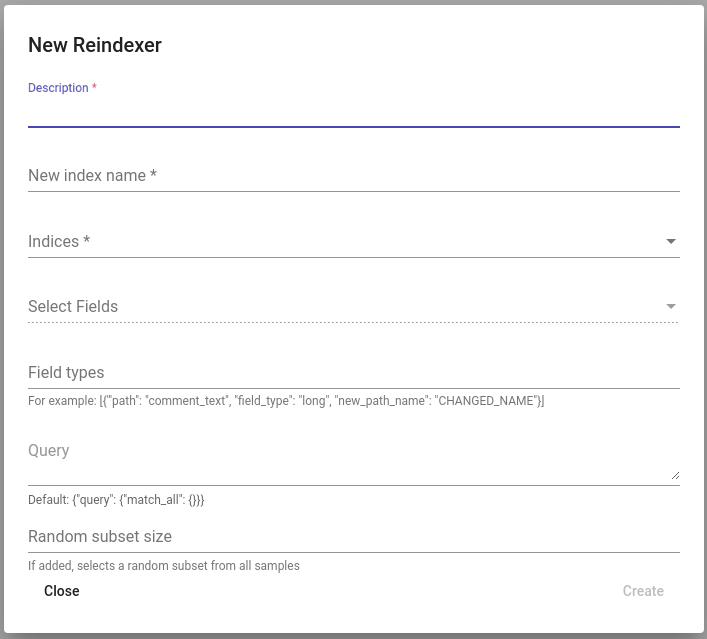 New Reindexer
Description *
New index name *
Indices *
Select Fields
Field types
For example: [{"path": "comment_text", "field_type": "long", "new_path_name": "CHANGED_NAME"}]
Query
Default: {"query": {"match_all": {}}}
Random subset size
If added, selects a random subset from all samples
Close
Create